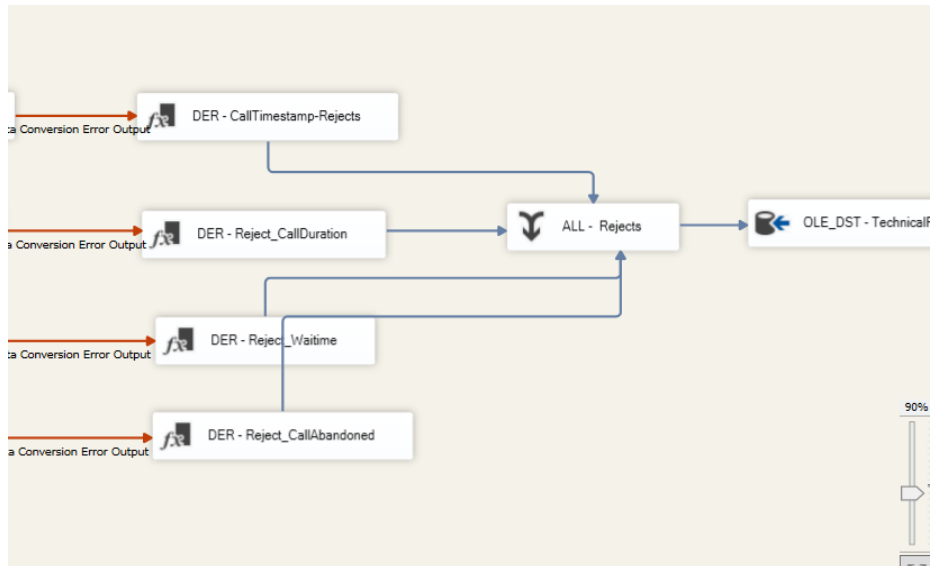 DER - CallTimestamp-Rejects
ta Conversion Error Output
DER - Reject_CallDuration
ALL - Rejects
OLE_DST - TechnicalR
a Conversion Error Output
DER - Reject_Waitime
ta Conversion Error Output
90%
DER - Reject_CallAbandoned
a Conversion Error Output